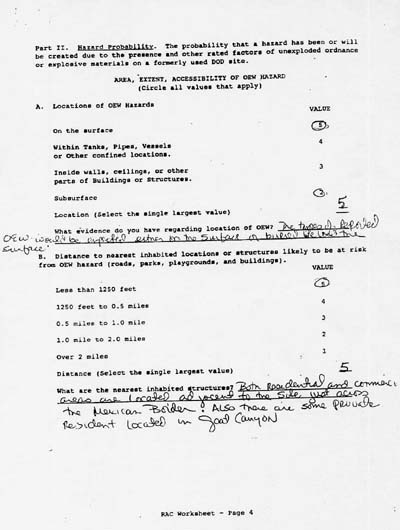 Part II. Hazard Probability. The probability that a hazard has been or will
be created due to the presence and other rated factors of unexploded ordnance
or explosive materials on a formerly used DOD site.
AREA, EXTENT, ACCESSIBILITY OF OEW HAZARD
(Circle all values that apply)
A. Locations of OEW Hazards
VALUE
On the surface 5
Within Tanks, Pipes, Vessels 4
or Other confined locations.
Inside walls, ceilings, or other 3
parts of Buildings or Structures.
Subsurface 2
Location (Select the single largest value) 5
What evidence do you have regarding location of OEW? The types of reported
OEW would be expected either on the surface or buried below the
surface.
B. Distance to nearest inhabited locations or structures likely to be at risk
from OEW hazard (roads, parks, playgrounds, and buildings).
VALUE
Less than 1250 feet 5
1250 feet to 0.5 miles 4
0.5 miles to 1.0 mile 3
1.0 mile to 2.0 miles 2
Over 2 miles 1
Distance (Select the single largest value) 5
What are the nearest inhabited structures? Both Residential and commerci
areas are located adjacent to the site just across
the Mexican Border. Also there are some private
Resident located in Goat Canyon
RAC Worksheet - Page 4